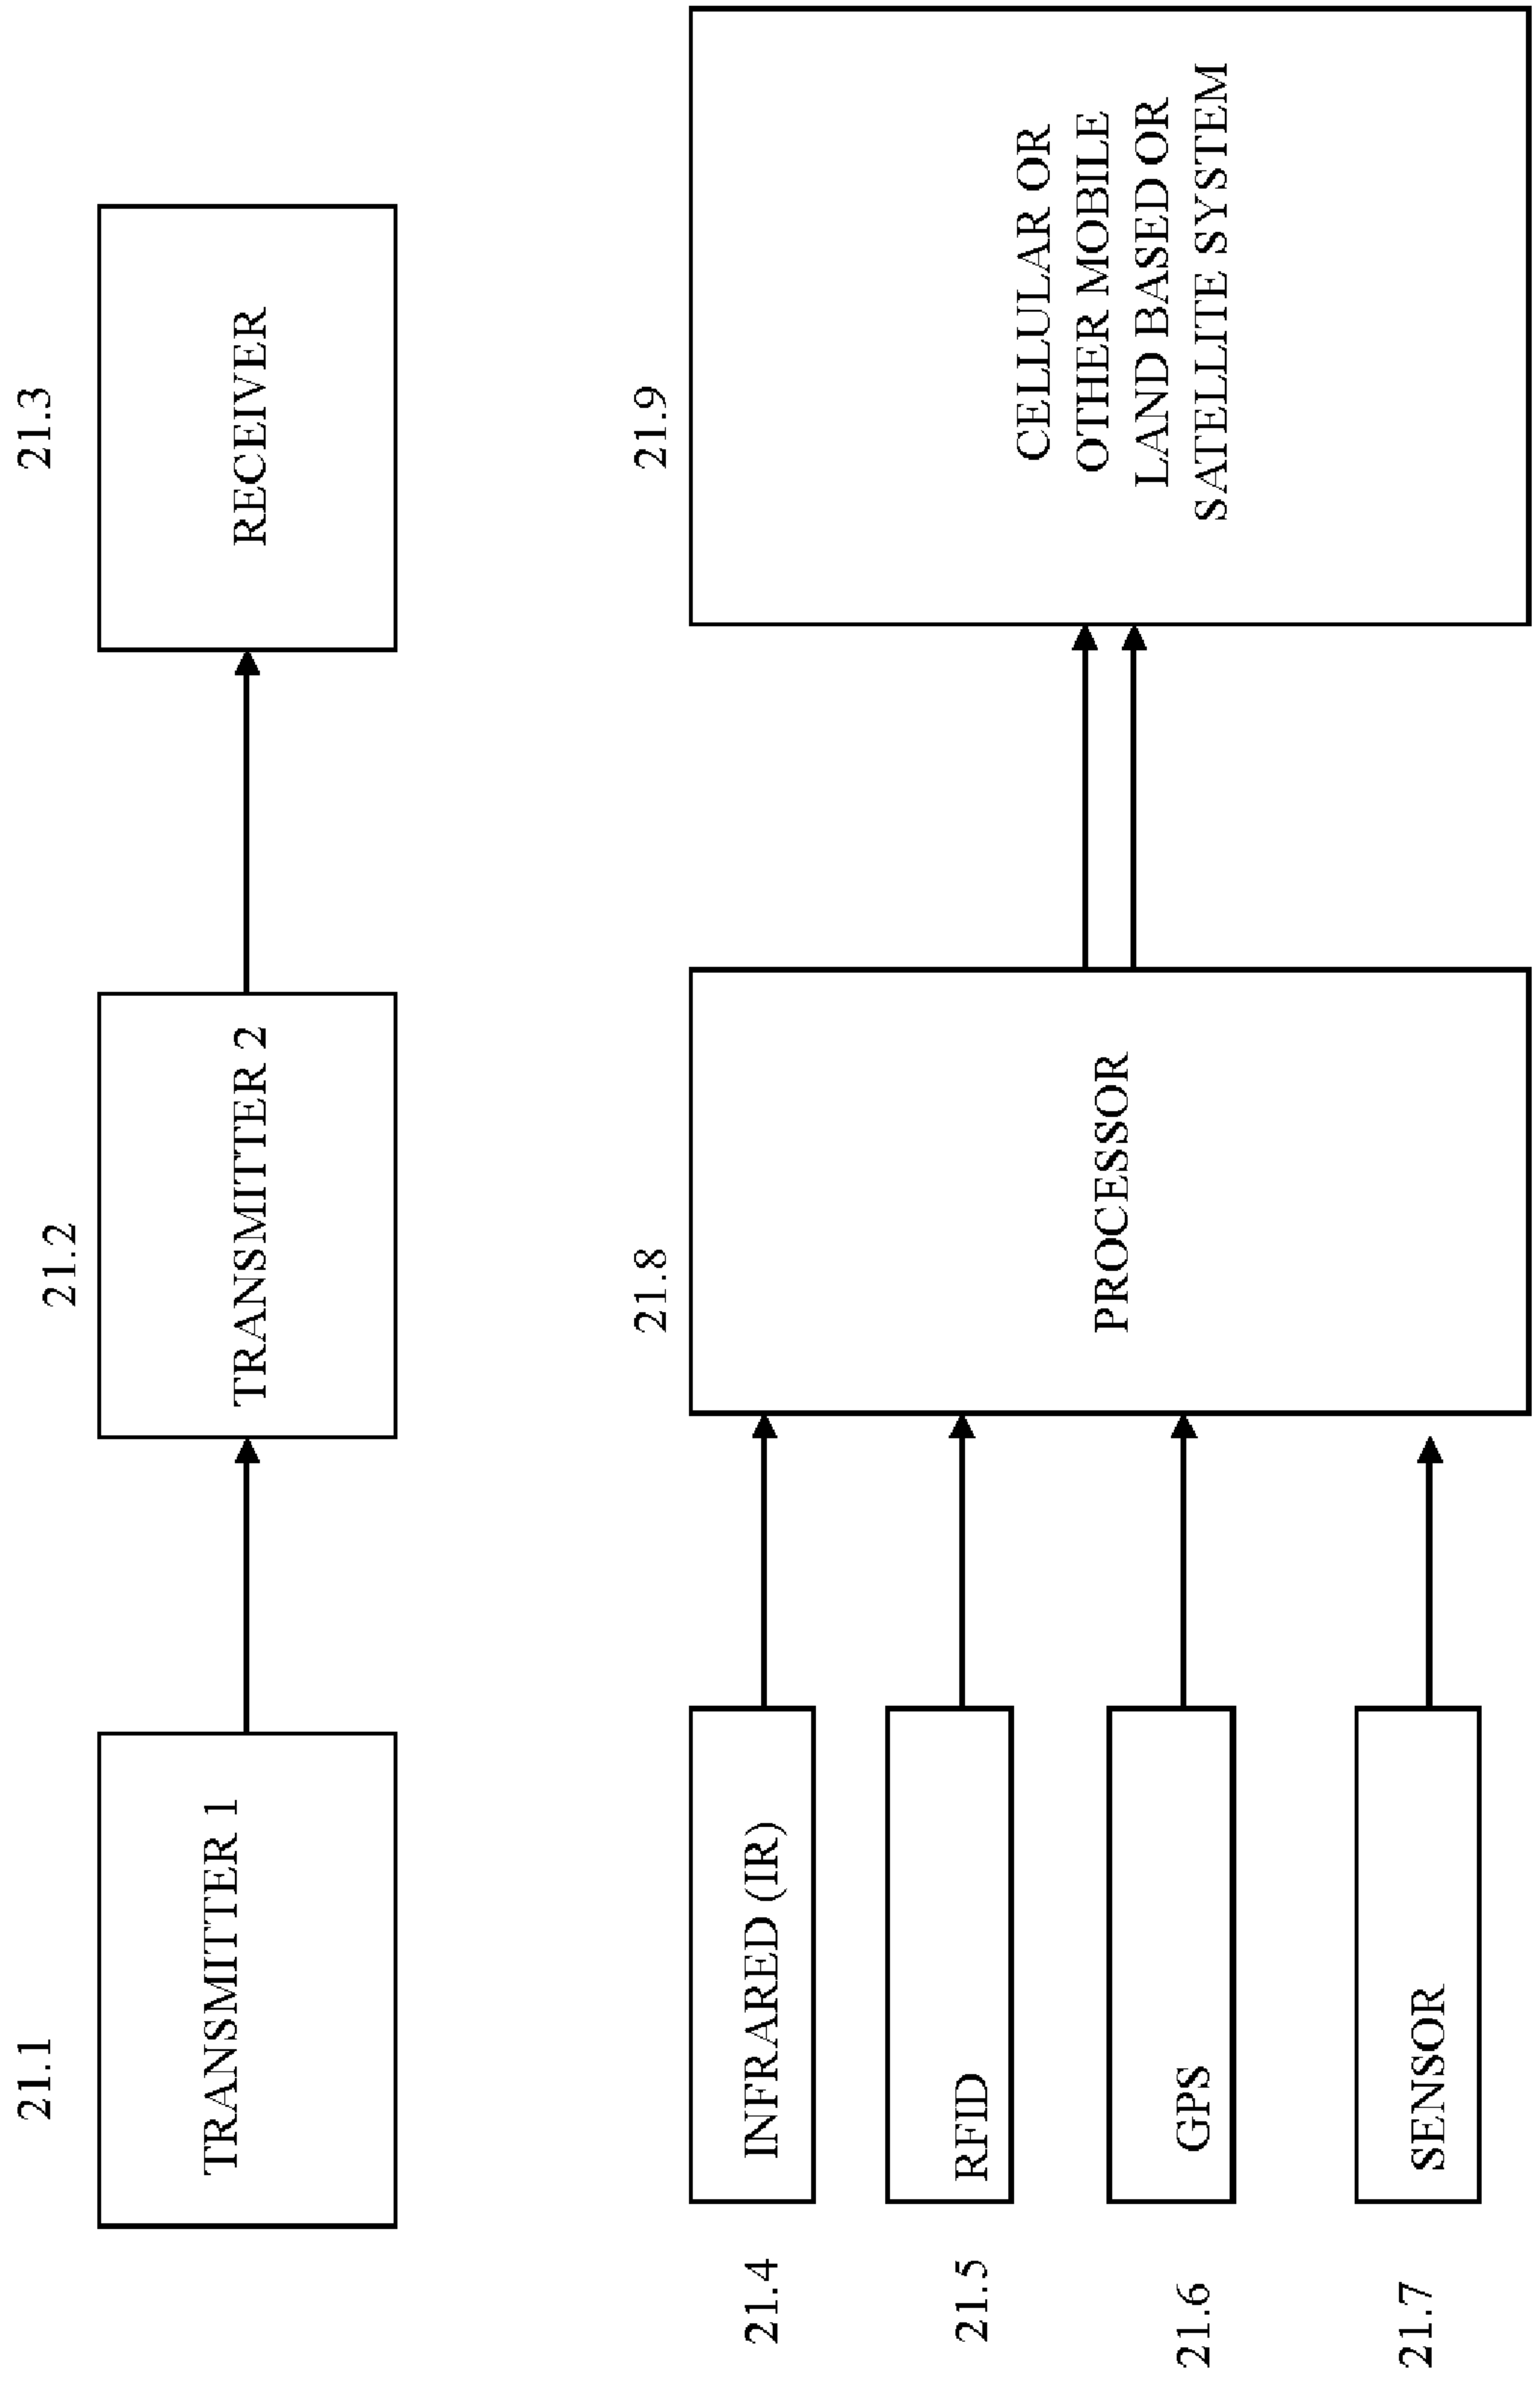 21.1
TRANSMITTER 1
21.2
TRANSMITTER 2
21.3
RECEIVER
21.4
INFRARED (IR)
21.5
RFID
21.6
GPS
21.7
SENSOR
21.8
PROCESSOR
21.9
CELLULAR OR
OTHER MOBILE
LAND BASED OR
SATELLITE SYSTEM